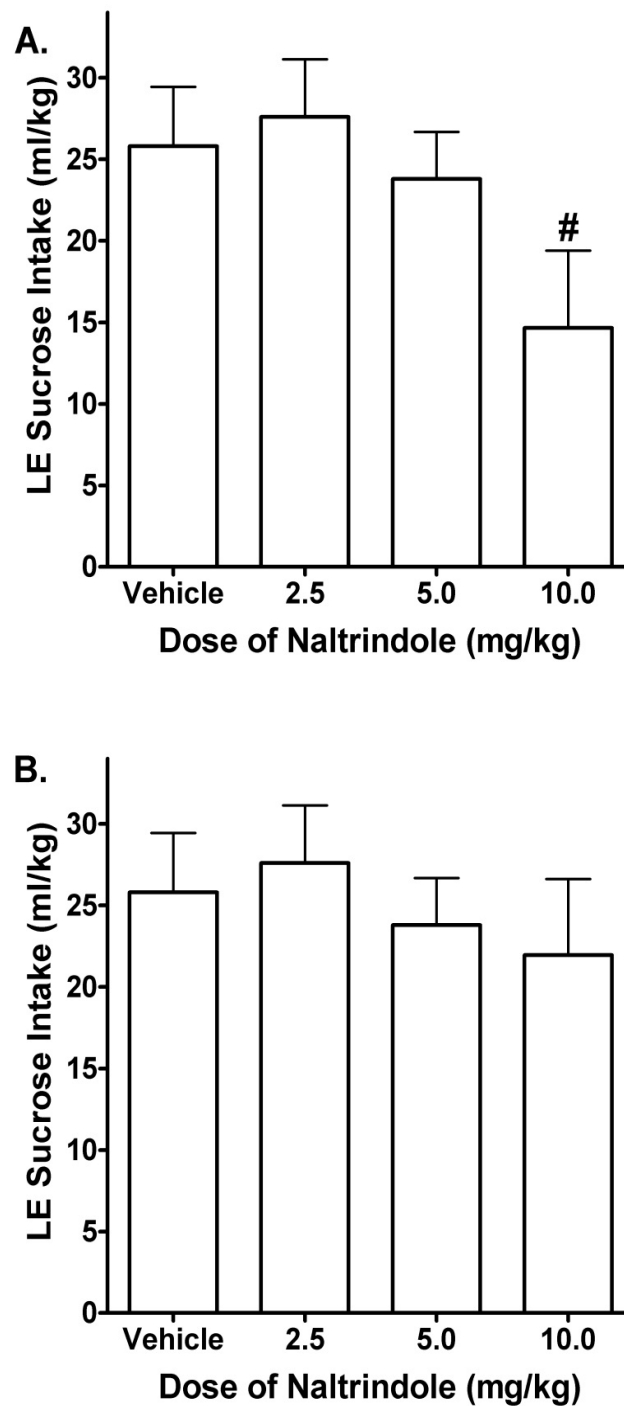 A.
LE Sucrose Intake (ml/kg)
30
25
20
15
10
5
0
#
Vehicle 2.5 5.0 10.0
Dose of Naltrindole (mg/kg)
B.
LE Sucrose Intake (ml/kg)
30
25
20
15
10
5
0
Vehicle 2.5 5.0 10.0
Dose of Naltrindole (mg/kg)